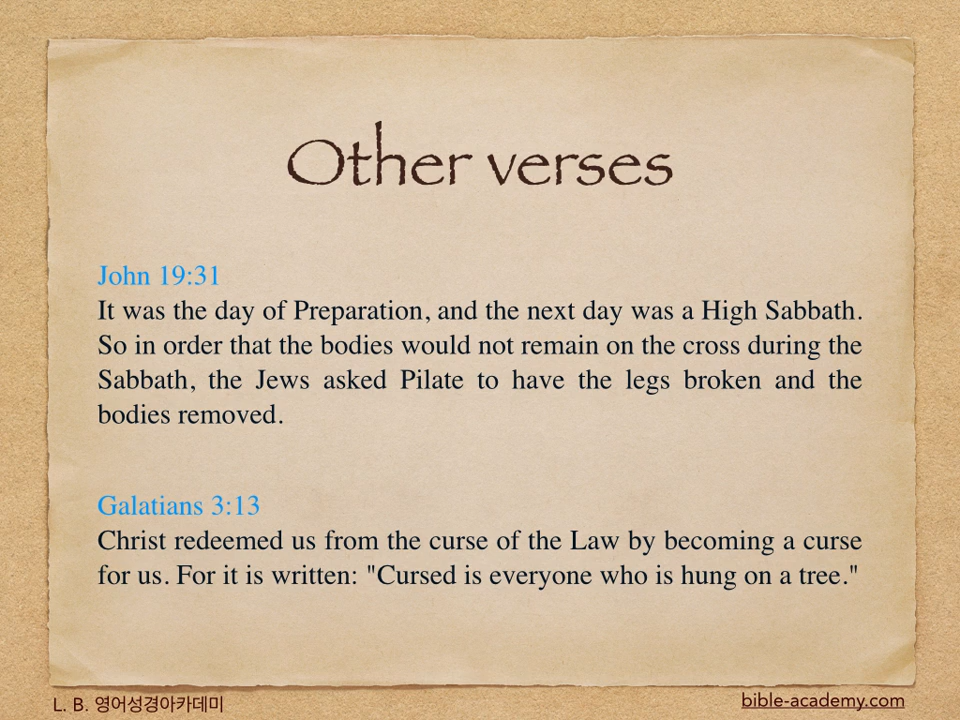 Other verses
John 19:31
It was the day of Preparation, and the next day was a High Sabbath.
So in order that the bodies would not remain on the cross during the
Sabbath, the Jews asked Pilate to have the legs broken and the
bodies removed.
Galatians 3:13
Christ redeemed us from the curse of the Law by becoming a curse
for us. For it is written: "Cursed is everyone who is hung on a tree."
L. B. 영어성경아카데미
bible-academy.com